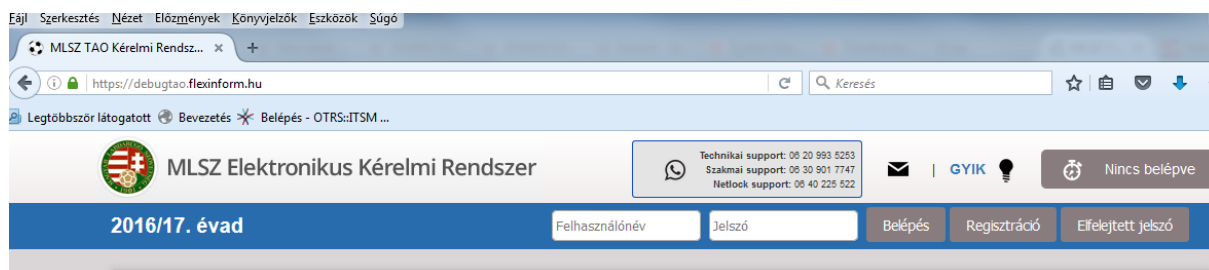 Fájl Szerkesztés Nézet Előzmények Könyvjelzők Eszközök Súgó
MLSZ TAO Kérelmi Rendsz... × +
https://debugtao.flexinform.hu
Keresés
Legtöbbször látogatott Bevezetés Belépés - OTRS::ITSM ...
MLSZ Elektronikus Kérelmi Rendszer
Technikai support: 06 20 993 5253
Szakmai support: 06 30 901 7747
Netlock support: 06 40 225 522
| GYIK
Nincs belépve
2016/17. évad
Felhasználónév
Jelszó
Belépés
Regisztráció
Elfelejtett jelszó